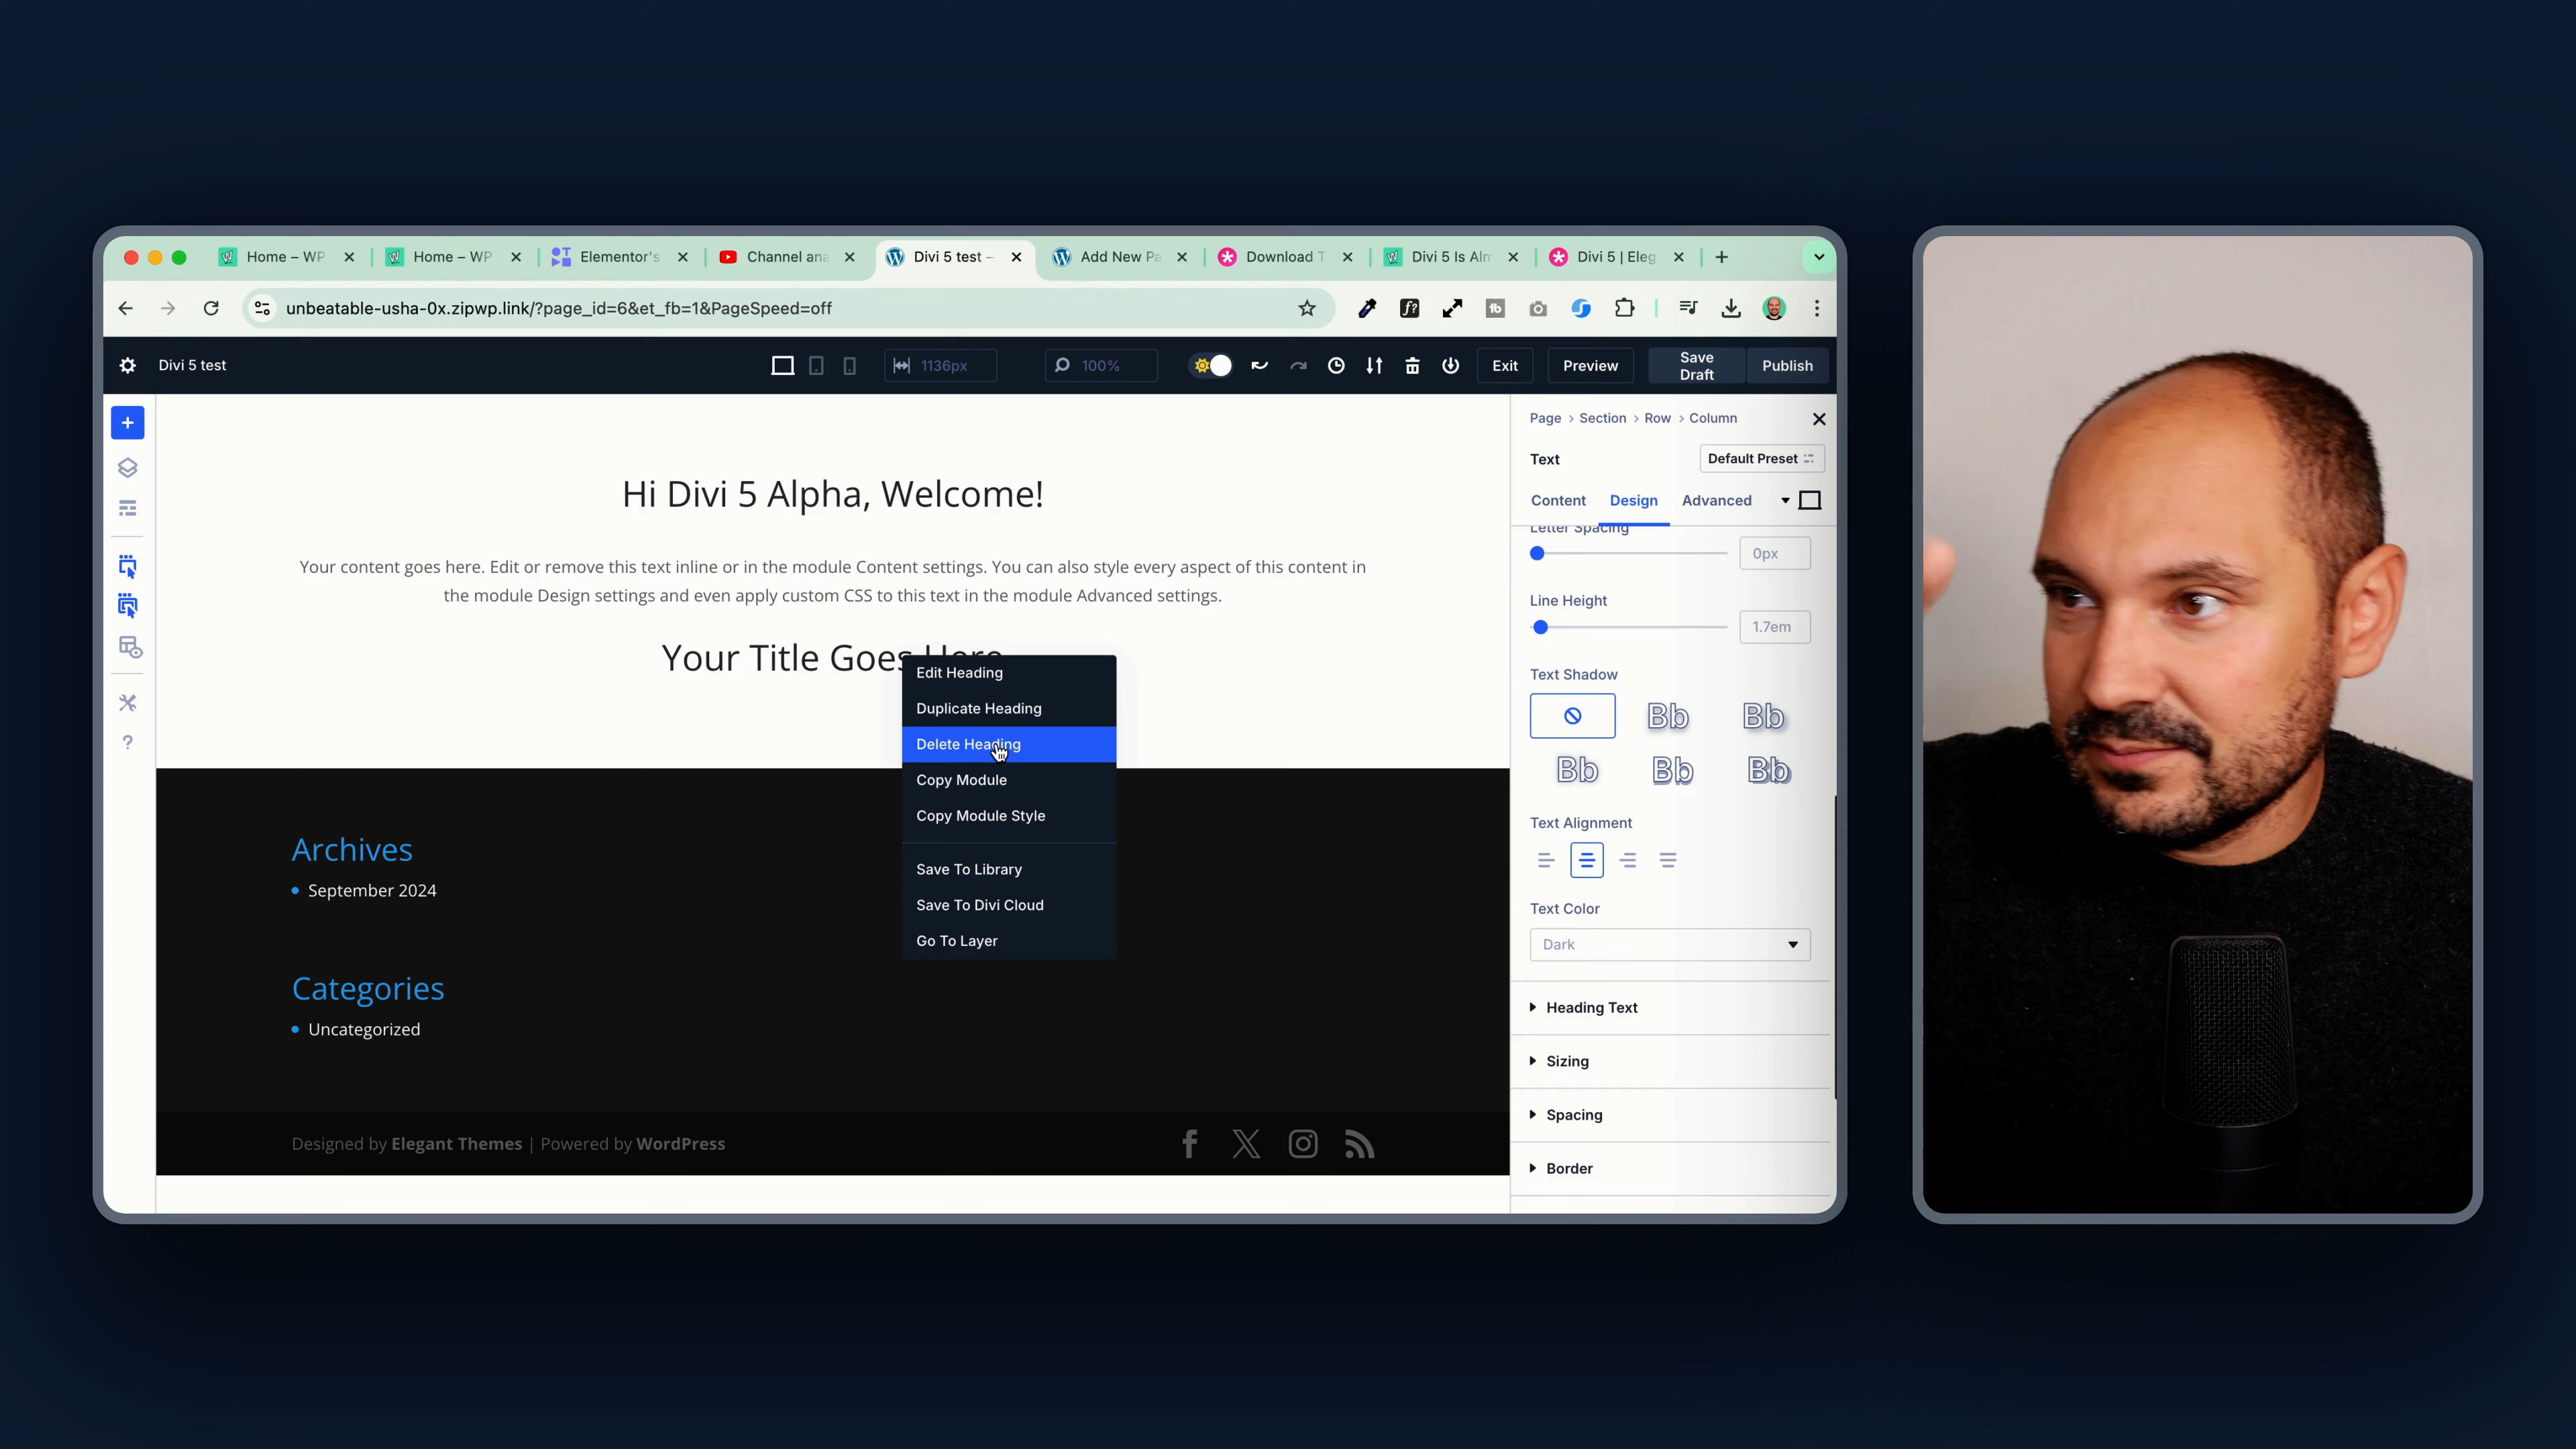 Home – WP
Home – WP
Elementor's
Channel ana
Divi 5 test –
Add New Pa
Download T
Divi 5 Is Alm
Divi 5 | Eleg
unbeatable-usha-0x.zipwp.link/?page_id=6&et_fb=1&PageSpeed=off
Divi 5 test
1136px
100%
Exit
Preview
Save
Draft
Publish
Hi Divi 5 Alpha, Welcome!
Your content goes here. Edit or remove this text inline or in the module Content settings. You can also style every aspect of this content in
the module Design settings and even apply custom CSS to this text in the module Advanced settings.
Your Title Goes Here
Edit Heading
Duplicate Heading
Delete Heading
Copy Module
Copy Module Style
Save To Library
Save To Divi Cloud
Go To Layer
Archives
September 2024
Categories
Uncategorized
Designed by Elegant Themes | Powered by WordPress
Page > Section > Row > Column
Text
Default Preset
Content
Design
Advanced
Letter Spacing
0px
Line Height
1.7em
Text Shadow
Bb
Bb
Bb
Bb
Bb
Text Alignment
Text Color
Dark
Heading Text
Sizing
Spacing
Border